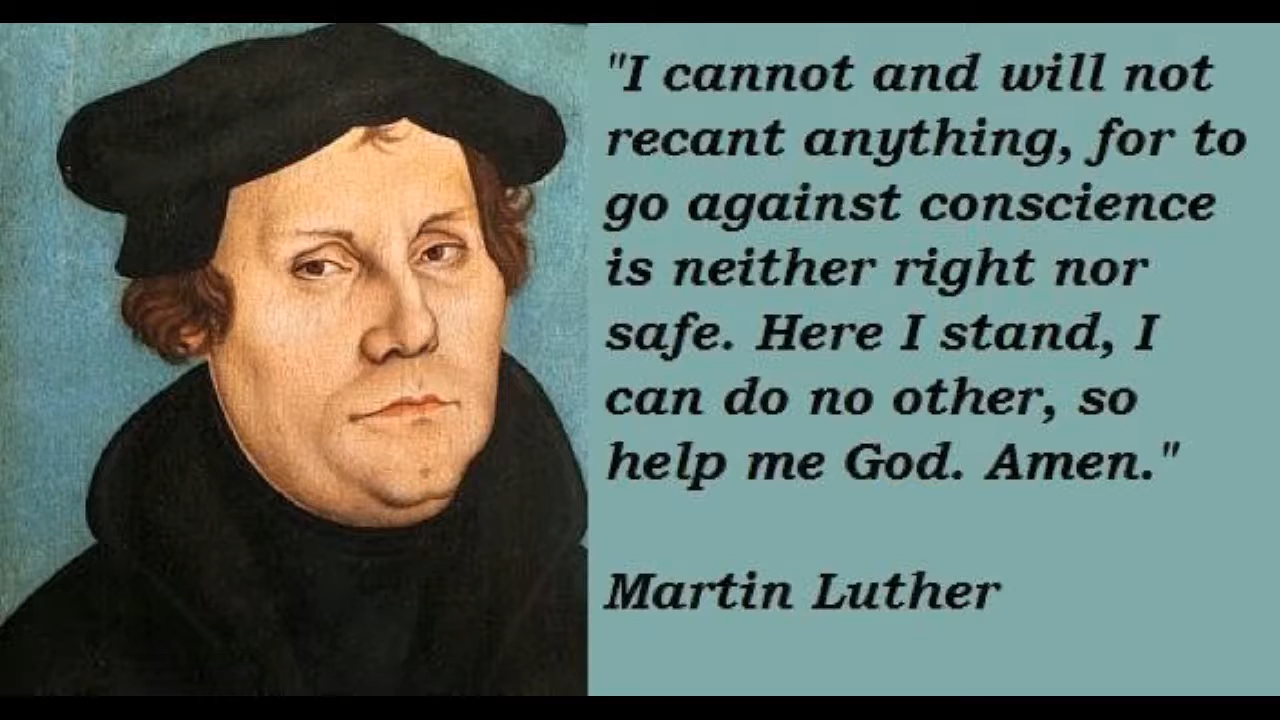 "I cannot and will not
recant anything, for to
go against conscience
is neither right nor
safe. Here I stand, I
can do no other, so
help me God. Amen."
Martin Luther